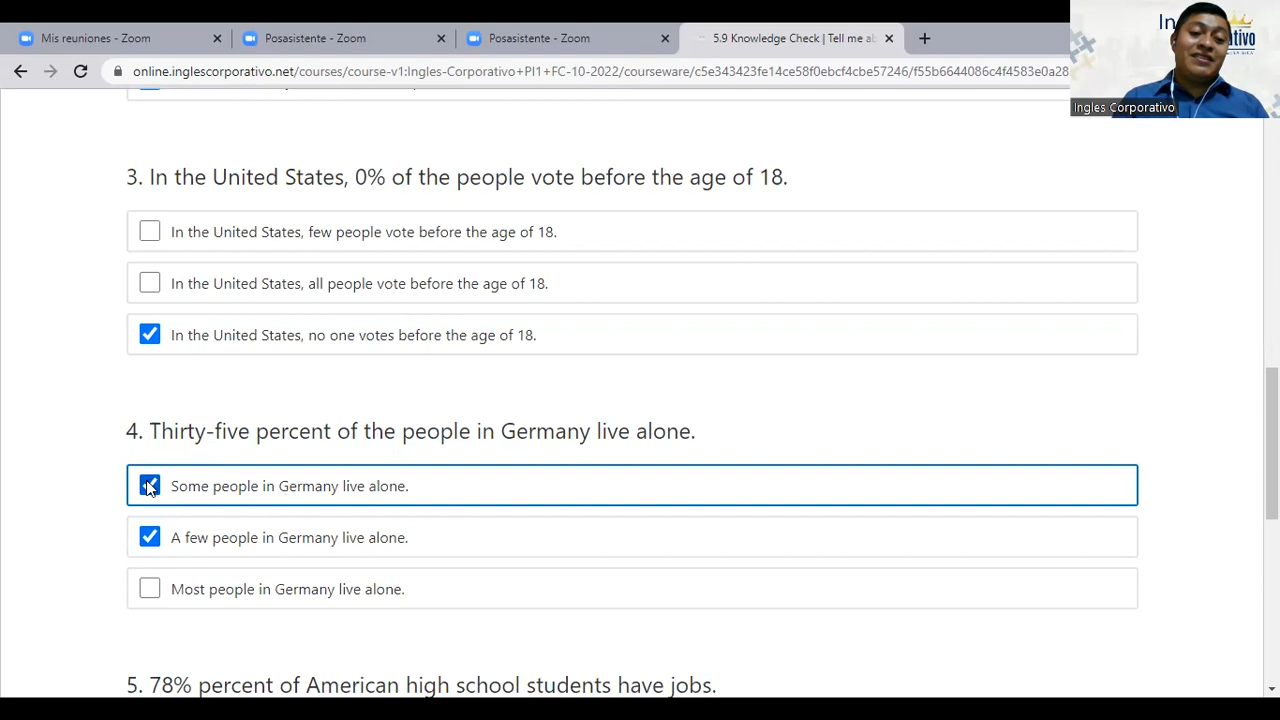 Mis reuniones - Zoom
Posasistente - Zoom
Posasistente - Zoom
5.9 Knowledge Check | Tell me ab
online.inglescorporativo.net/courses/course-v1:Ingles-Corporativo+PI1+FC-10-2022/courseware/c5e343423fe14ce58f0ebcf4cbe57246/f55b6644086c4f4583e0a28
Ingles Corporativo
3. In the United States, 0% of the people vote before the age of 18.
In the United States, few people vote before the age of 18.
In the United States, all people vote before the age of 18.
In the United States, no one votes before the age of 18.
4. Thirty-five percent of the people in Germany live alone.
Some people in Germany live alone.
A few people in Germany live alone.
Most people in Germany live alone.
5. 78% percent of American high school students have jobs.